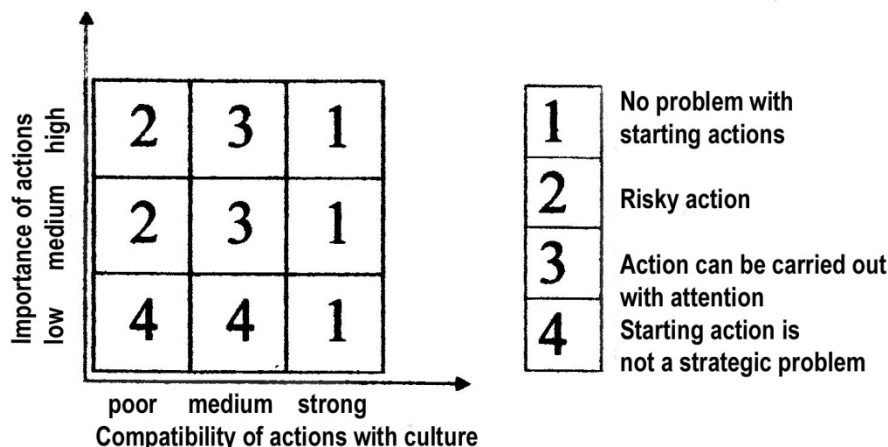 Importance of actions
high
medium
low
2 3 1
2 3 1
4 4 1
poor medium strong
Compatibility of actions with culture
1 No problem with
starting actions
2 Risky action
3 Action can be carried out
with attention
4 Starting action is
not a strategic problem